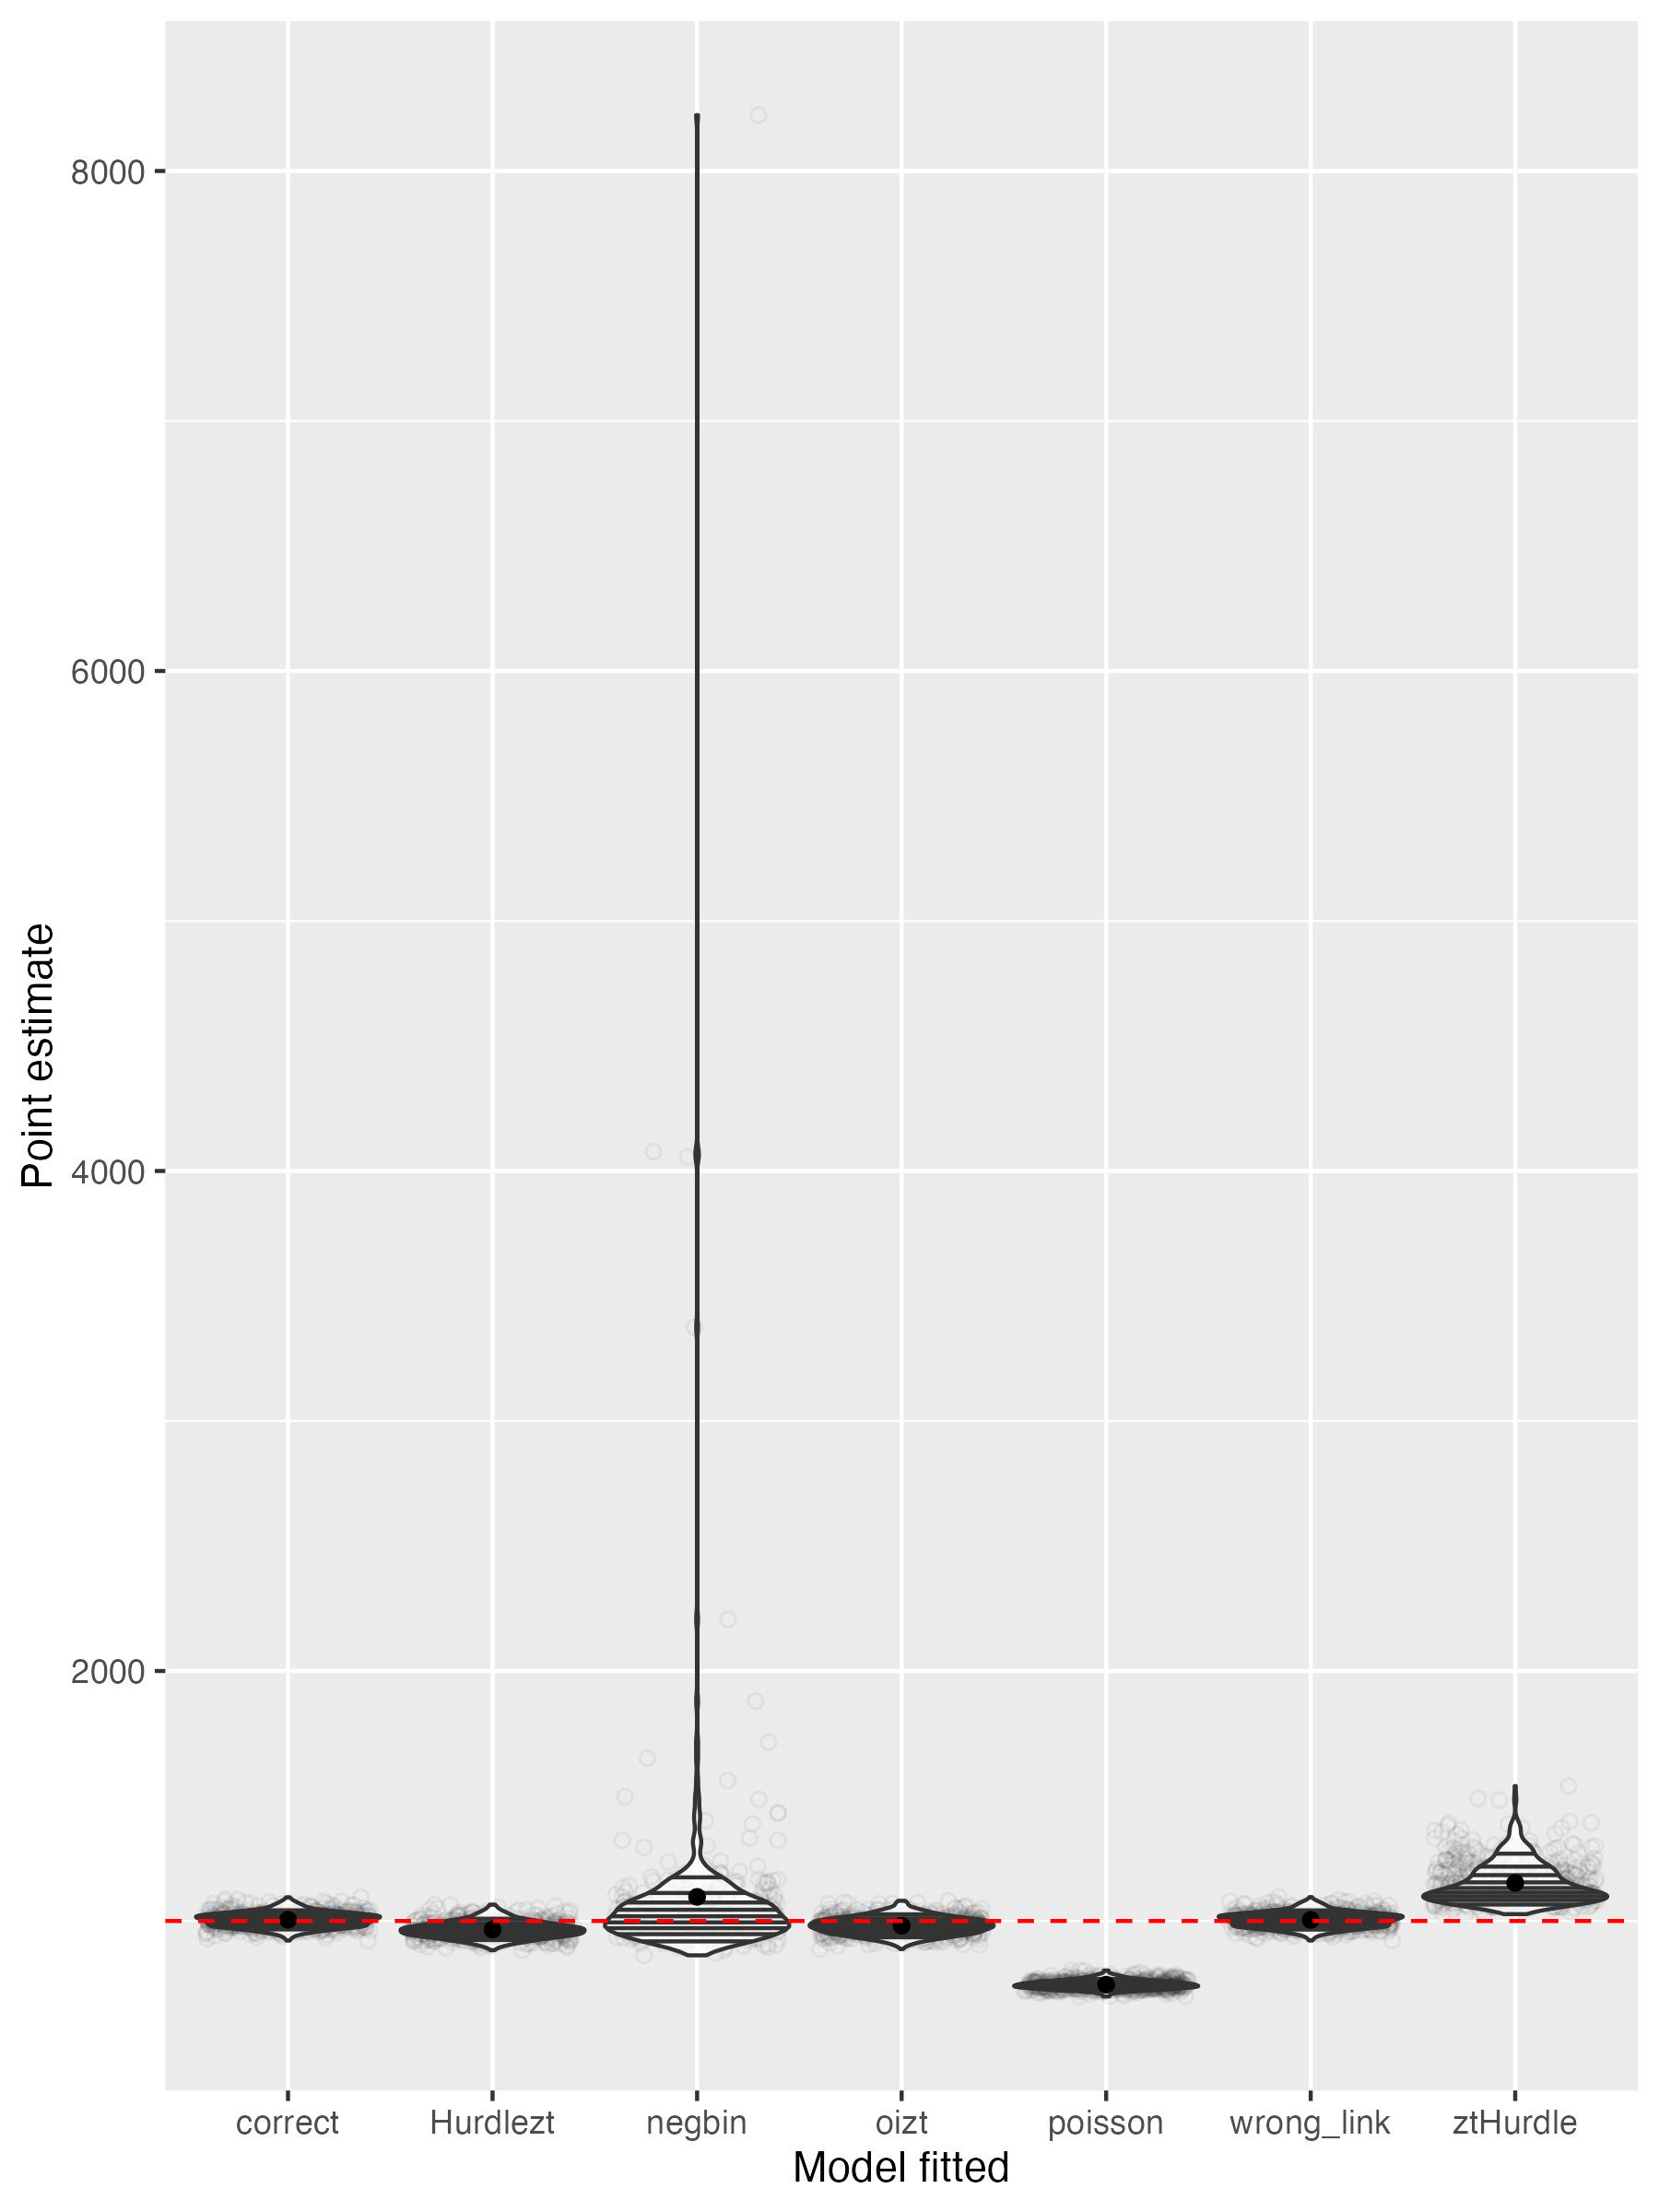 Point estimate
8000
6000
4000
2000
correct
Hurdlezt
negbin
oizt
poisson
wrong_link
ztHurdle
Model fitted